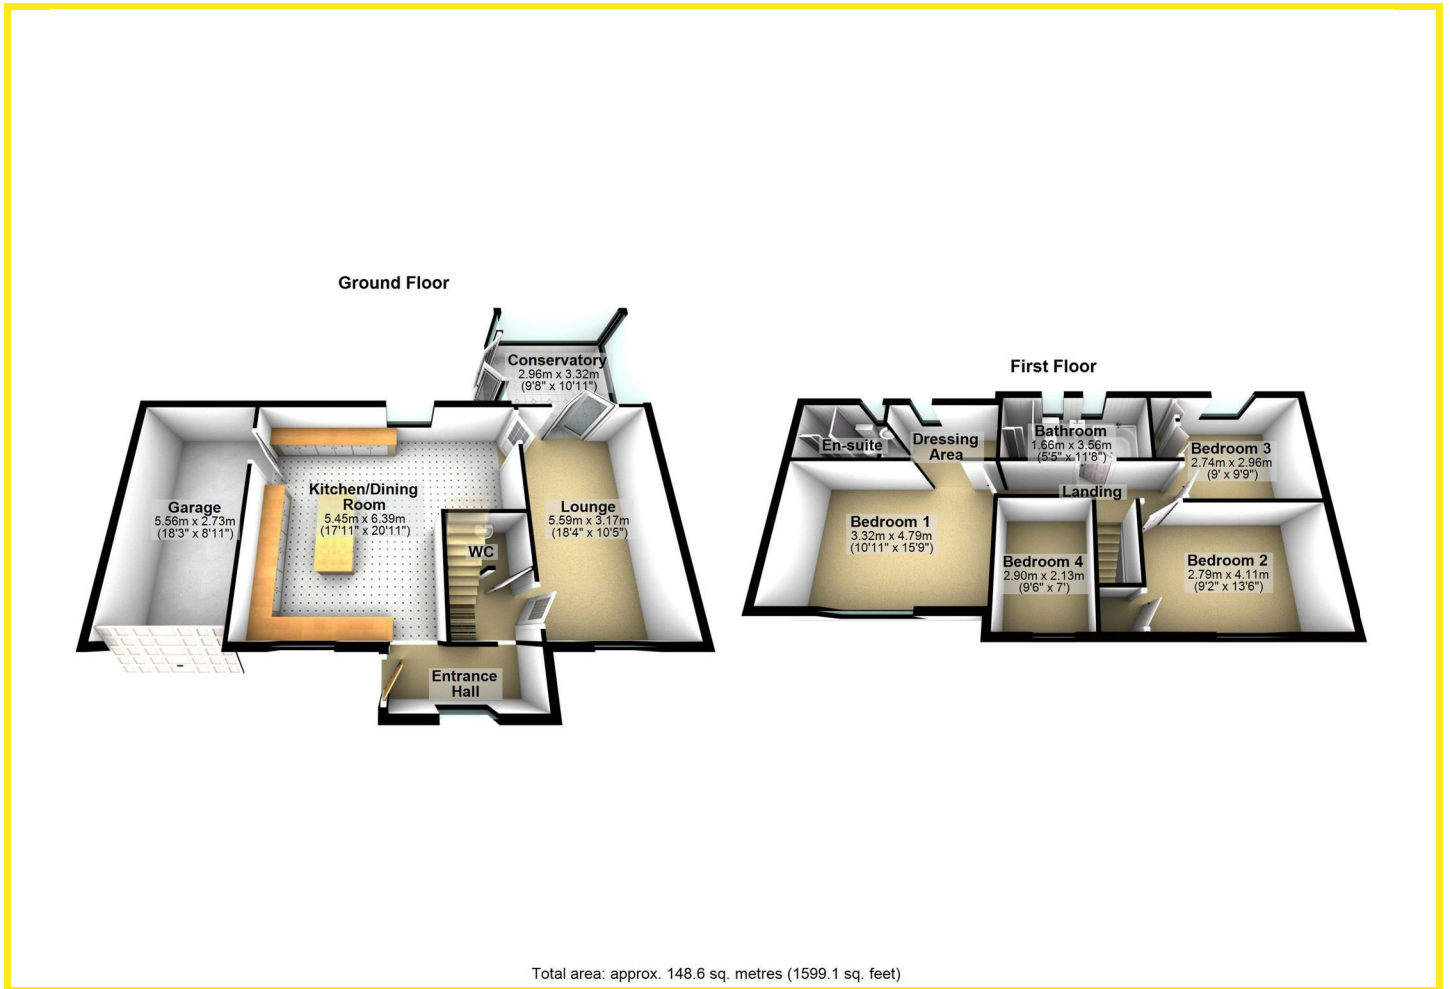 Ground Floor
Conservatory
2.96m x 3.32m
(9'8" x 10'11")
Kitchen/Dining
Room
5.45m x 6.39m
(17'11" x 20'11")
Garage
5.56m x 2.73m
(18'3" x 8'11")
Lounge
5.59m x 3.17m
(18'4" x 10'5")
WC
Entrance
Hall
First Floor
En-suite
Dressing
Area
Bathroom
1.66m x 3.56m
(5'5" x 11'8")
Bedroom 3
2.74m x 2.96m
(9' x 9'9")
Landing
Bedroom 1
3.32m x 4.79m
(10'11" x 15'9")
Bedroom 4
2.90m x 2.13m
(9'6" x 7')
Bedroom 2
2.79m x 4.11m
(9'2" x 13'6")
Total area: approx. 148.6 sq. metres (1599.1 sq. feet)